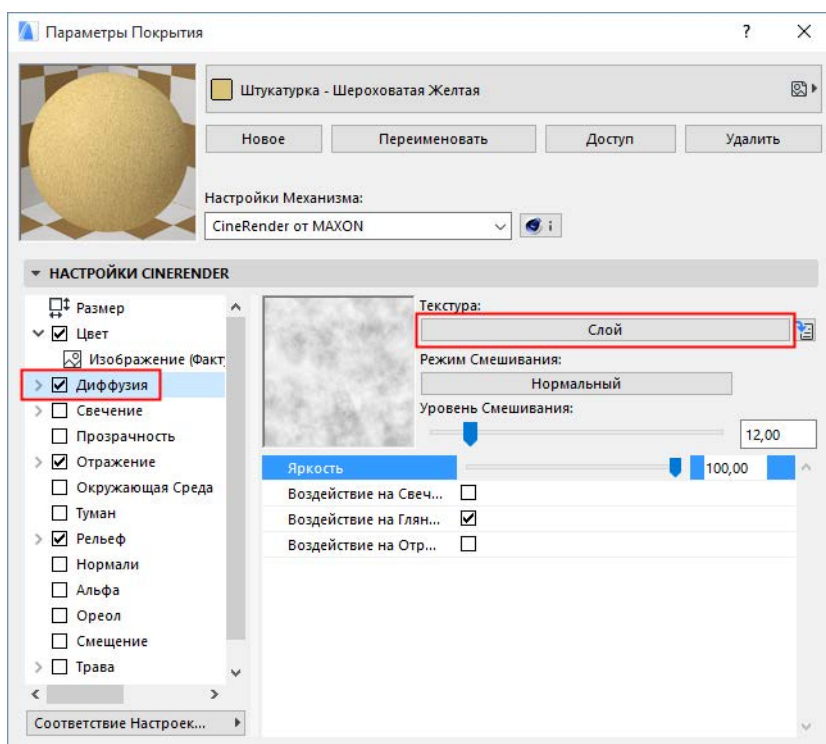 Параметры Покрытия
?
Штукатурка - Шероховатая Желтая
Новое Переименовать Доступ Удалить
Настройки Механизма:
CineRender от MAXON
i
НАСТРОЙКИ CINERENDER
Размер
Цвет
Изображение (Факт
Диффузия
Свечение
Прозрачность
Отражение
Окружающая Среда
Туман
Рельеф
Нормали
Альфа
Ореол
Смещение
Трава
Соответствие Настроек...
Текстура:
Слой
Режим Смешивания:
Нормальный
Уровень Смешивания:
12,00
Яркость 100,00
Воздействие на Свеч...
Воздействие на Глян...
Воздействие на Отр...